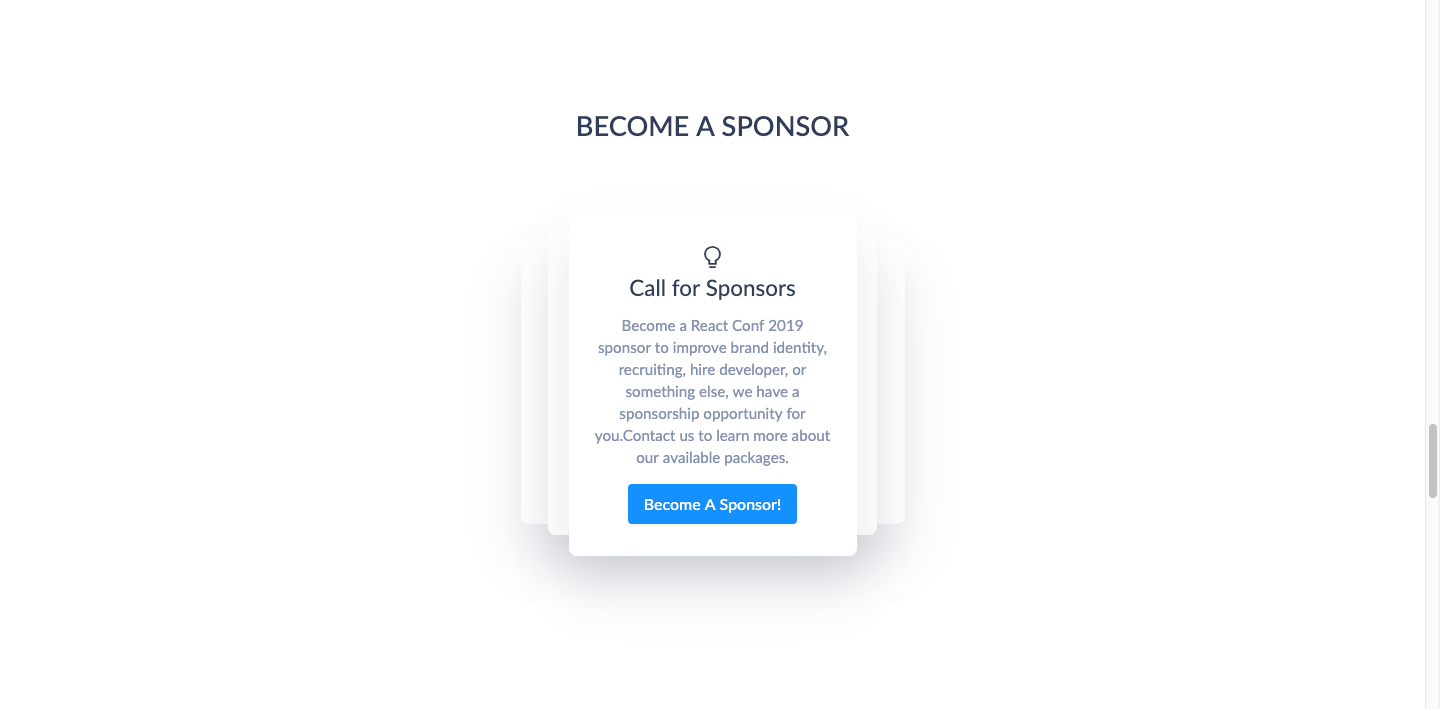 BECOME A SPONSOR
Call for Sponsors
Become a React Conf 2019
sponsor to improve brand identity,
recruiting, hire developer, or
something else, we have a
sponsorship opportunity for
you.Contact us to learn more about
our available packages.
Become A Sponsor!